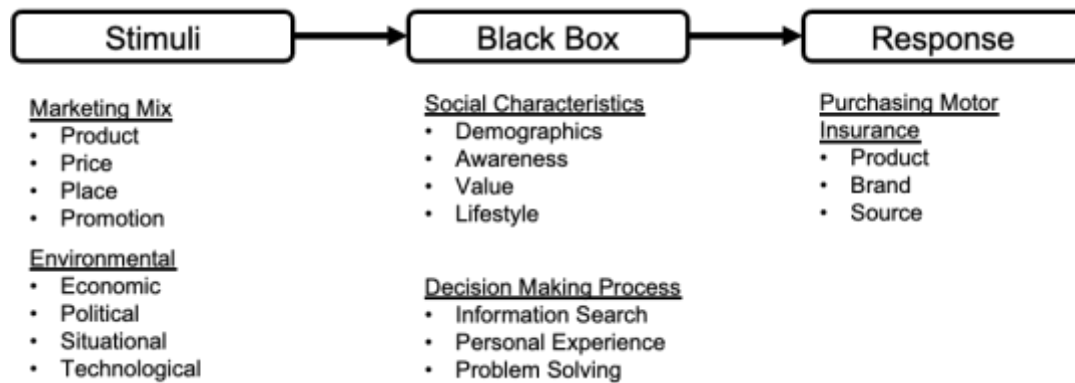 Stimuli
Black Box
Response
Marketing Mix
• Product
• Price
• Place
• Promotion
Environmental
• Economic
• Political
• Situational
• Technological
Social Characteristics
• Demographics
• Awareness
• Value
• Lifestyle
Decision Making Process
• Information Search
• Personal Experience
• Problem Solving
Purchasing Motor
Insurance
• Product
• Brand
• Source